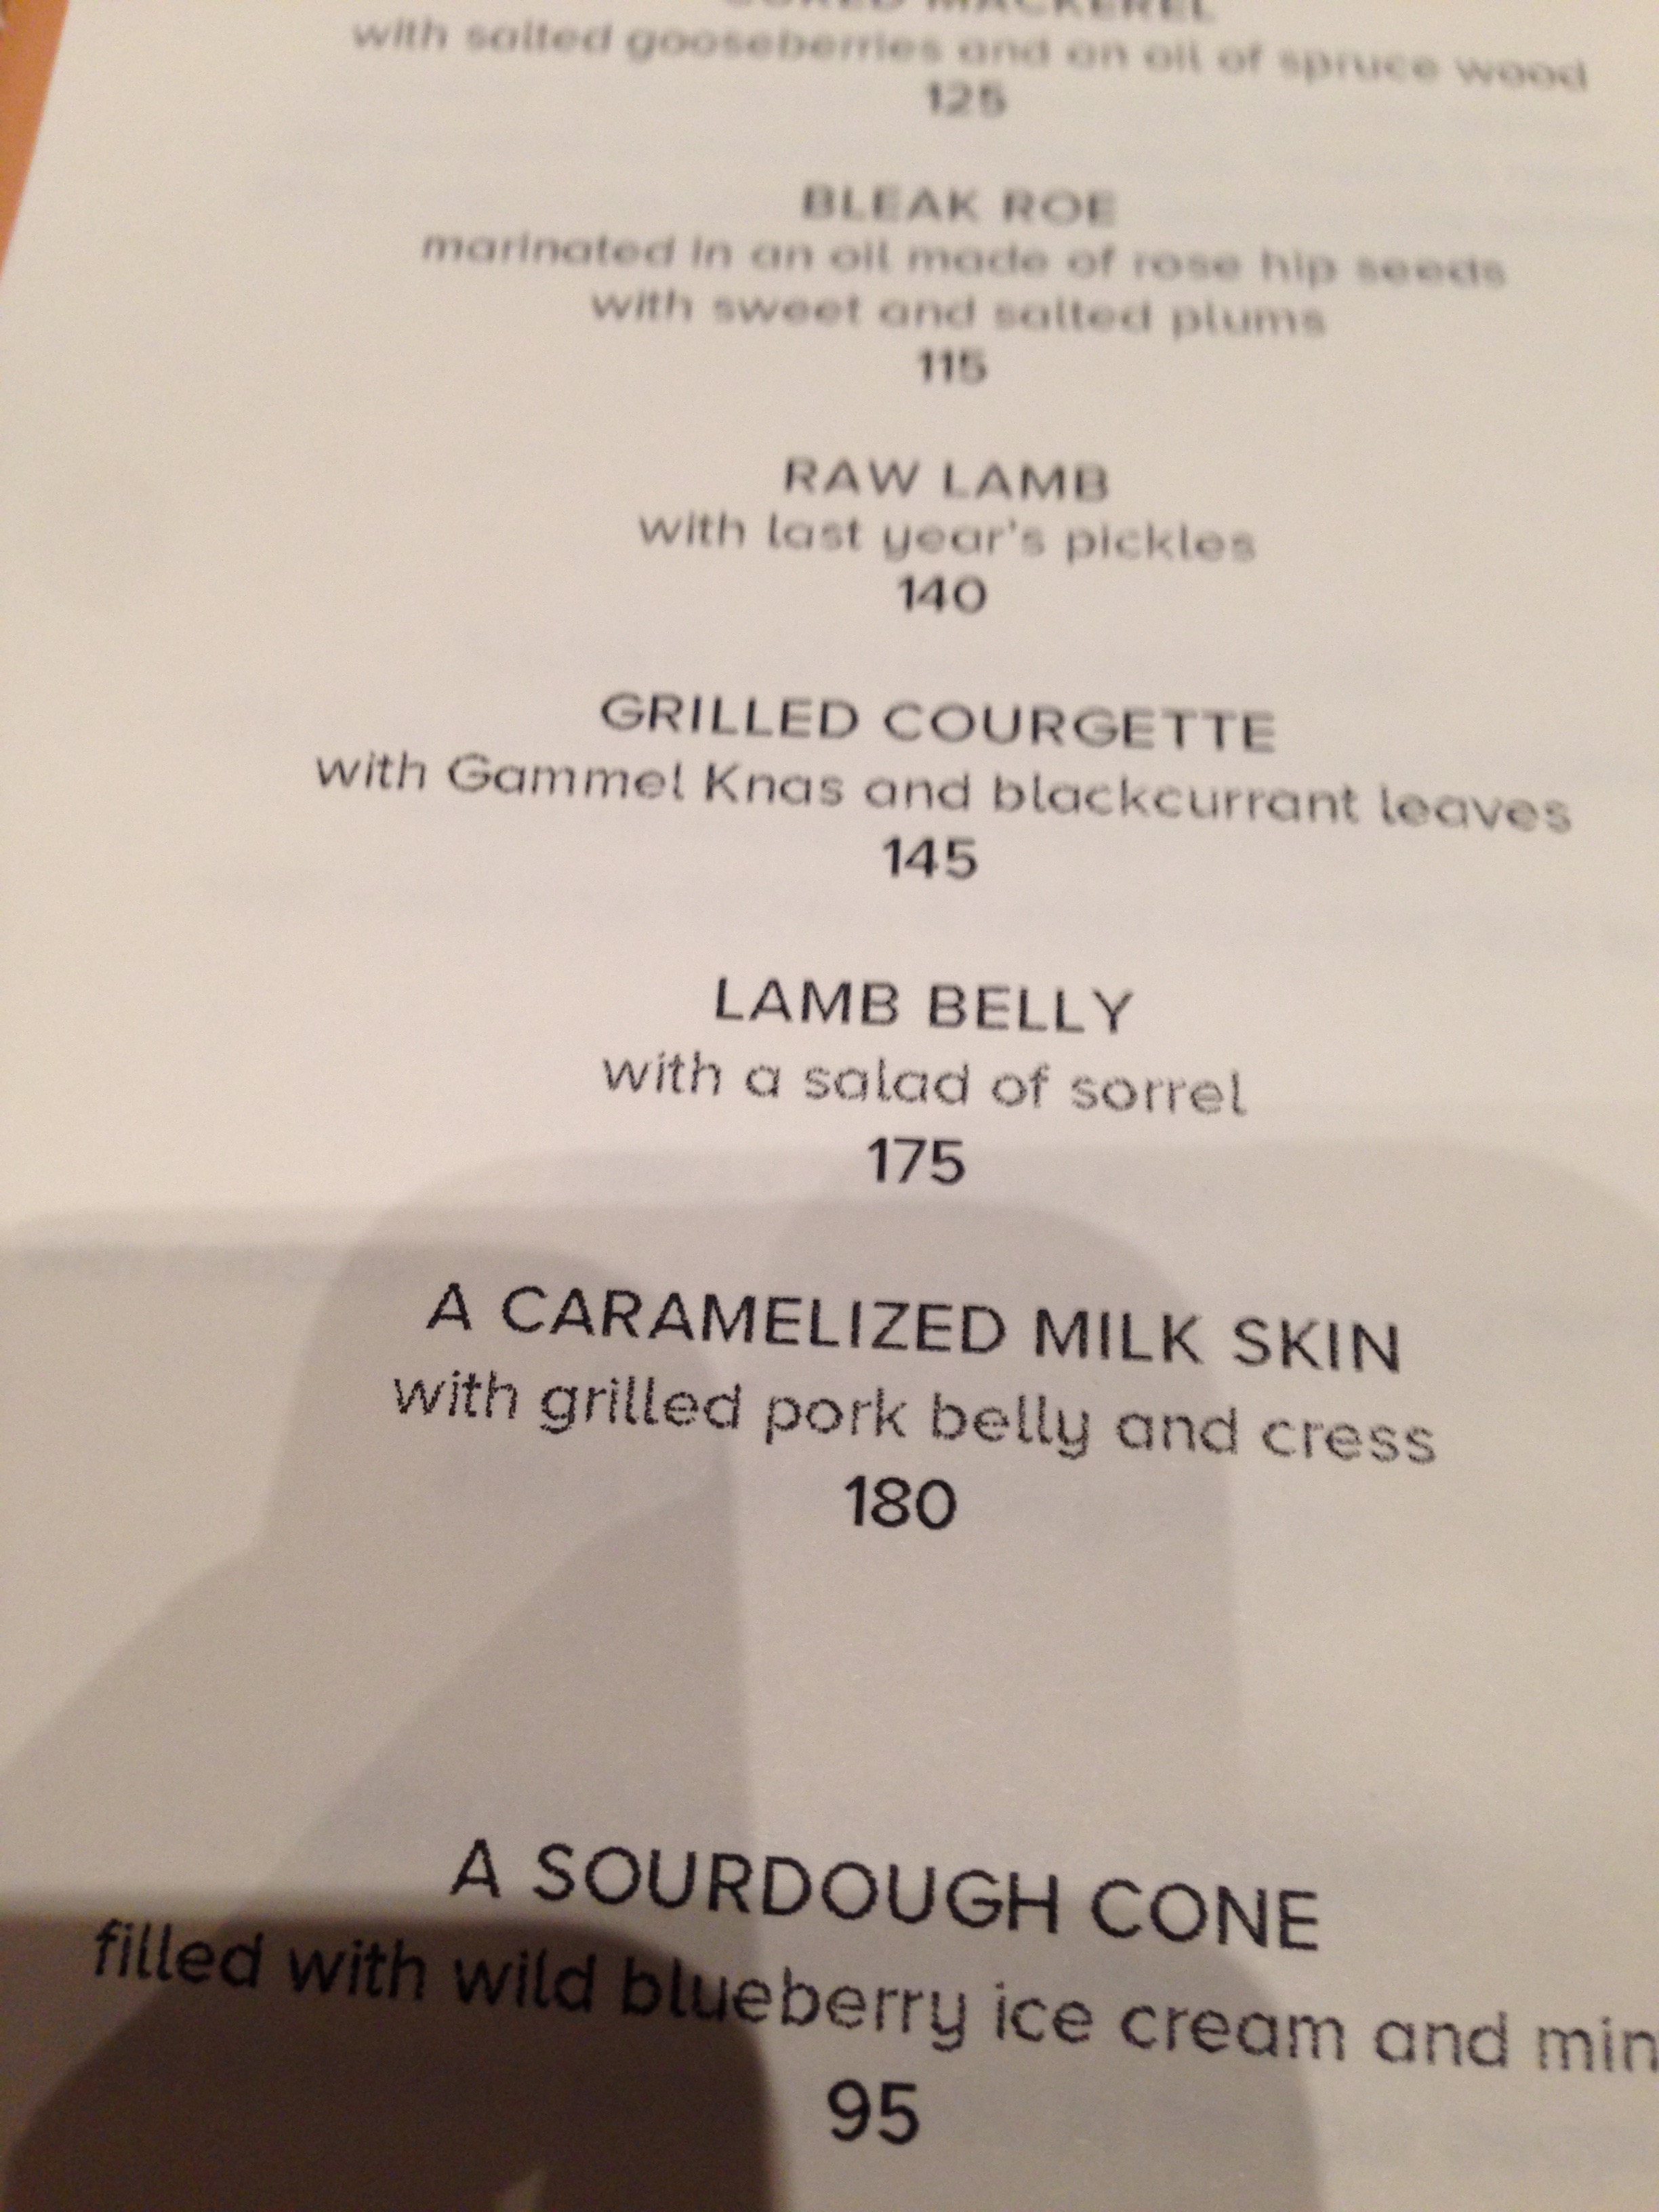 CURED MACKEREL
with salted gooseberries and an oil of spruce wood
125
BLEAK ROE
marinated in an oil made of rose hip seeds
with sweet and salted plums
115
RAW LAMB
with last year's pickles
140
GRILLED COURGETTE
with Gammel Knas and blackcurrant leaves
145
LAMB BELLY
with a salad of sorrel
175
A CARAMELIZED MILK SKIN
with grilled pork belly and cress
180
A SOURDOUGH CONE
filled with wild blueberry ice cream and min
95